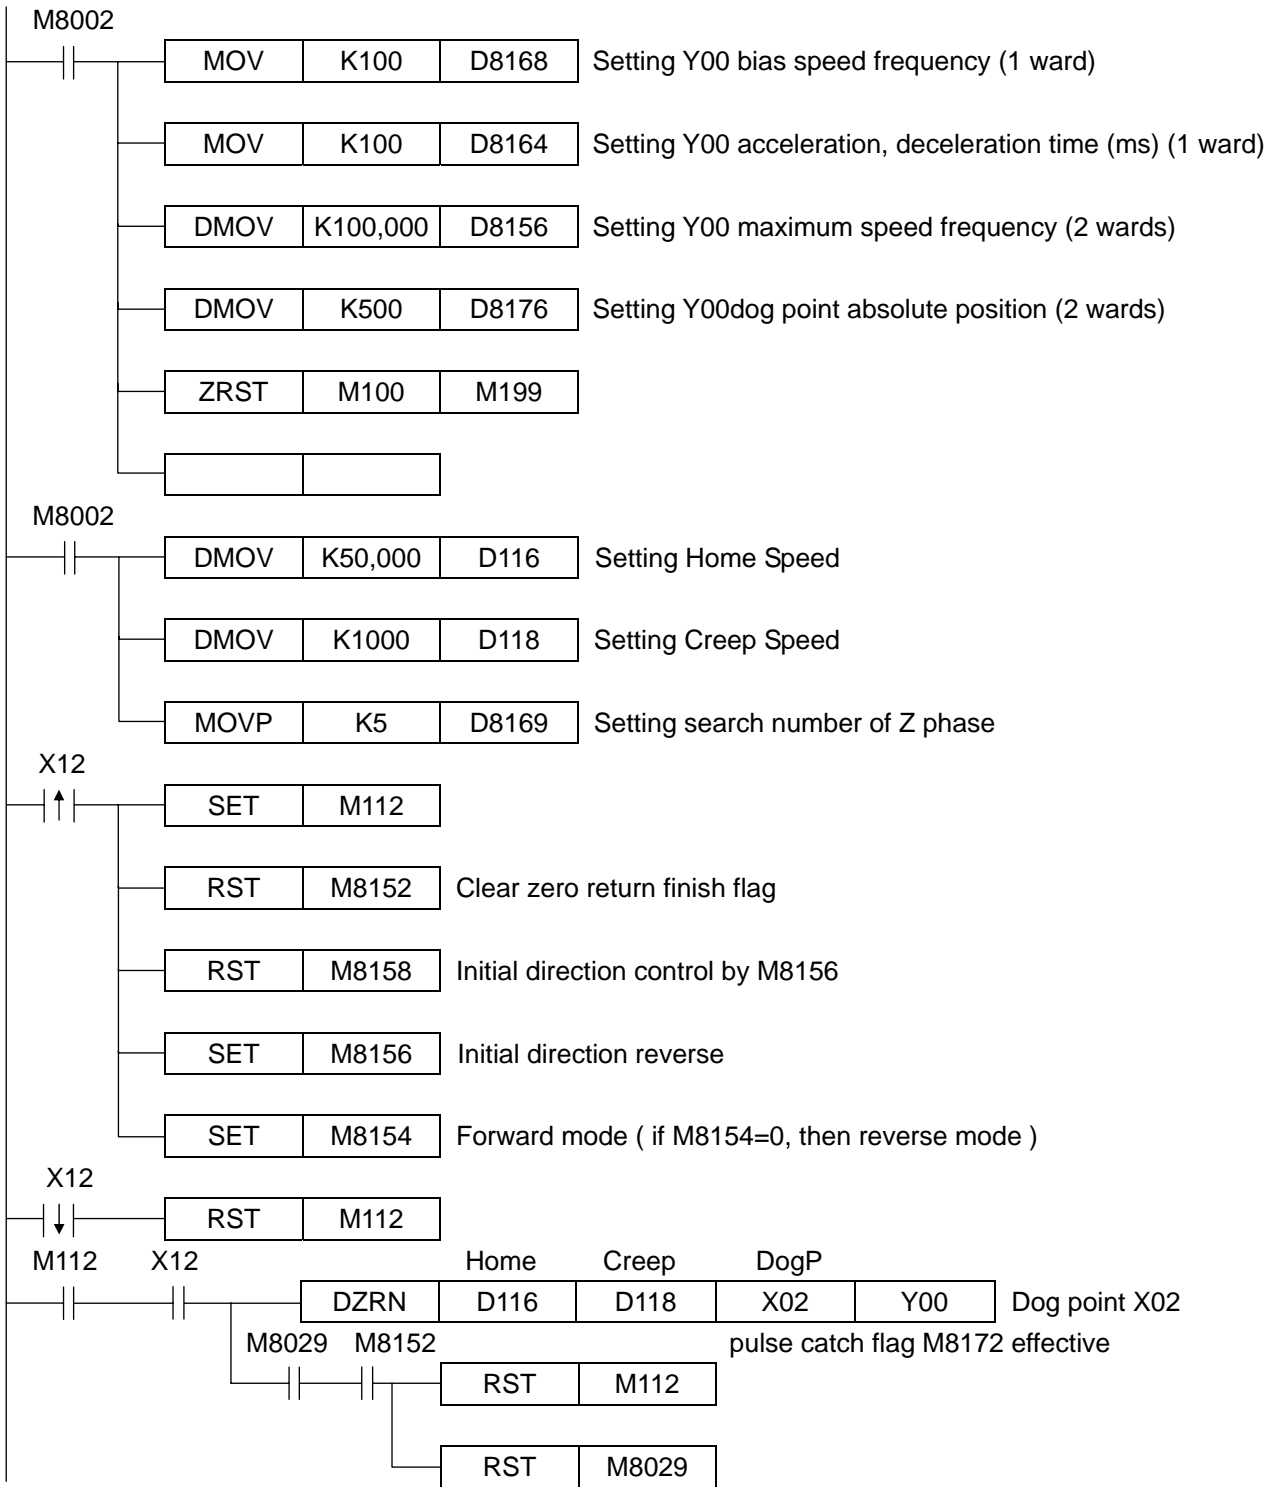 M8002
MOV K100 D8168 Setting Y00 bias speed frequency (1 ward)
MOV K100 D8164 Setting Y00 acceleration, deceleration time (ms) (1 ward)
DMOV K100,000 D8156 Setting Y00 maximum speed frequency (2 wards)
DMOV K500 D8176 Setting Y00dog point absolute position (2 wards)
ZRST M100 M199
M8002
DMOV K50,000 D116 Setting Home Speed
DMOV K1000 D118 Setting Creep Speed
MOVP K5 D8169 Setting search number of Z phase
X12
SET M112
RST M8152 Clear zero return finish flag
RST M8158 Initial direction control by M8156
SET M8156 Initial direction reverse
SET M8154 Forward mode ( if M8154=0, then reverse mode )
X12
RST M112
M112 X12 Home Creep DogP
DZRN D116 D118 X02 Y00 Dog point X02
M8029 M8152 pulse catch flag M8172 effective
RST M112
RST M8029